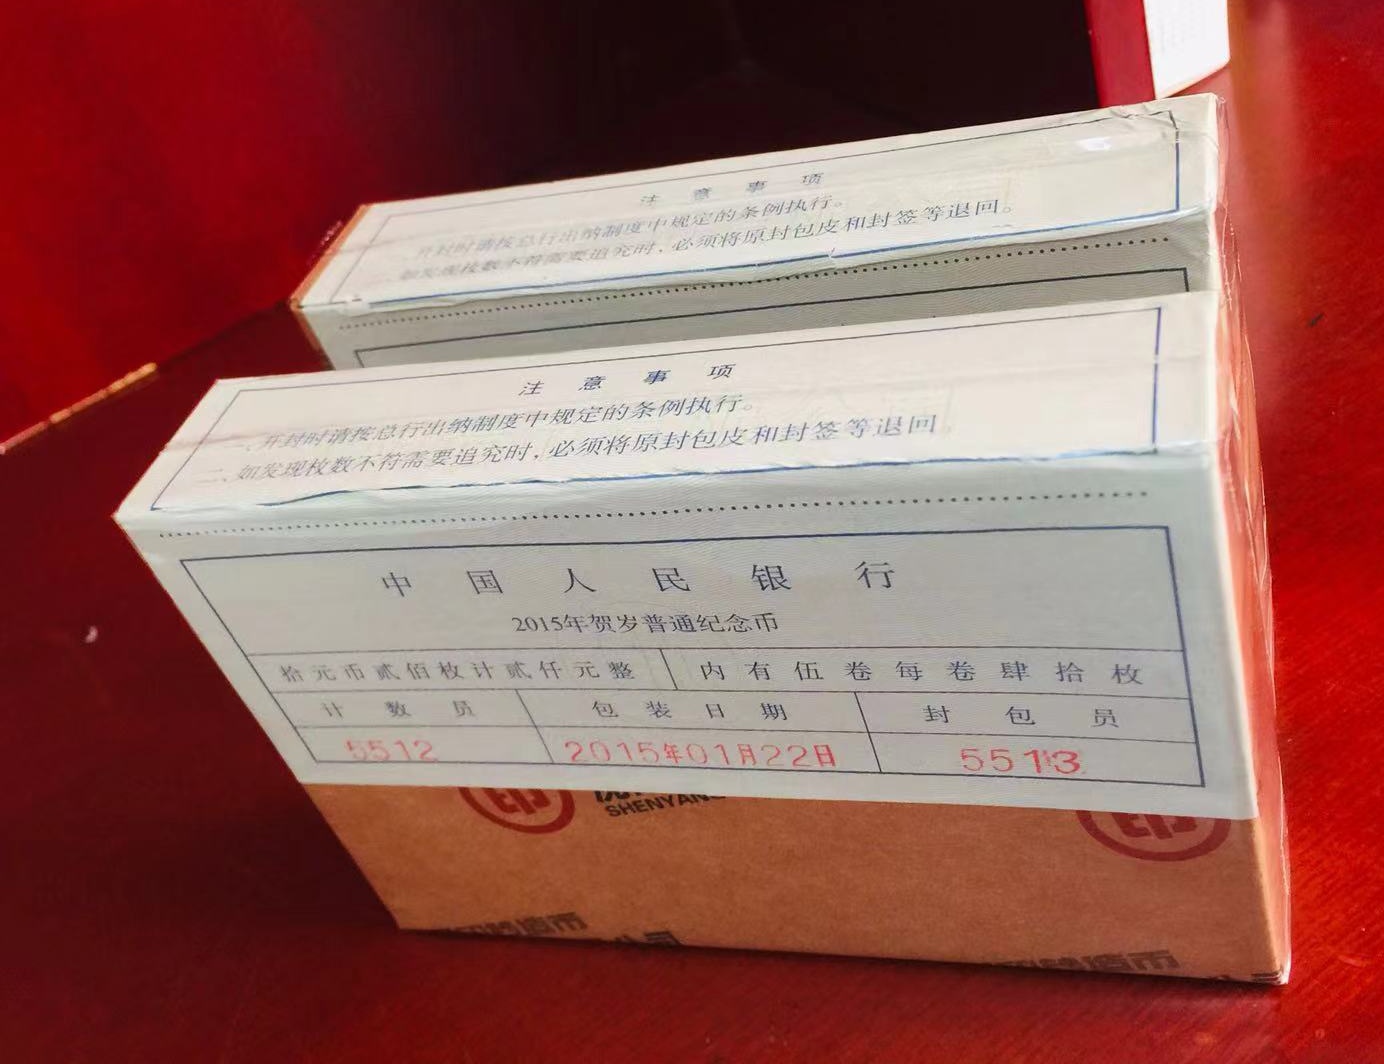 注意事项
开封时请按总行出纳制度中规定的条例执行。
如发现枚数不符需要追究时，必须将原封包皮和封签等退回。
注意事项
一、开封时请按总行出纳制度中规定的条例执行。
二、如发现枚数不符需要追究时，必须将原封包皮和封签等退回
中国人民银行
2015年贺岁普通纪念币
拾元币贰佰枚计贰仟元整 内有伍卷每卷肆拾枚
计数员 包装日期 封包员
5512 2015年01月22日 5513
SHENYANG